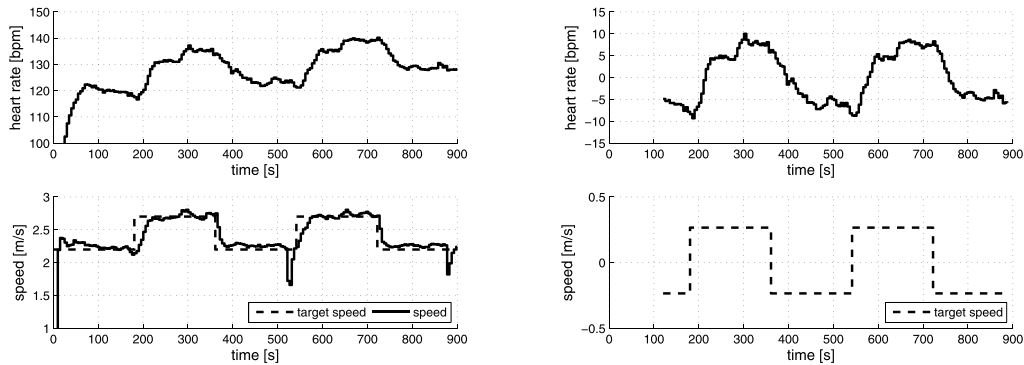 150
140
130
120
110
100
heart rate [bpm]
0 100 200 300 400 500 600 700 800 900
time [s]
15
10
5
0
−5
−10
−15
heart rate [bpm]
0 100 200 300 400 500 600 700 800 900
time [s]
3
2.5
2
1.5
1
speed [m/s]
target speed speed
0 100 200 300 400 500 600 700 800 900
time [s]
0.5
0
−0.5
speed [m/s]
target speed
0 100 200 300 400 500 600 700 800 900
time [s]